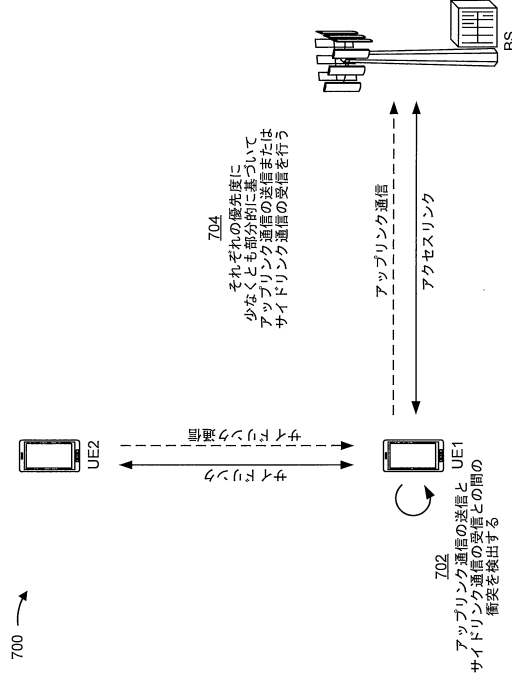 700
UE2
サイドリンク
サイドリンク通信
702
アップリンク通信の送信と
サイドリンク通信の受信との間の
衝突を検出する
UE1
704
それぞれの優先度に
少なくとも部分的に基づいて
アップリンク通信の送信または
サイドリンク通信の受信を行う
アップリンク通信
アクセスリンク
BS